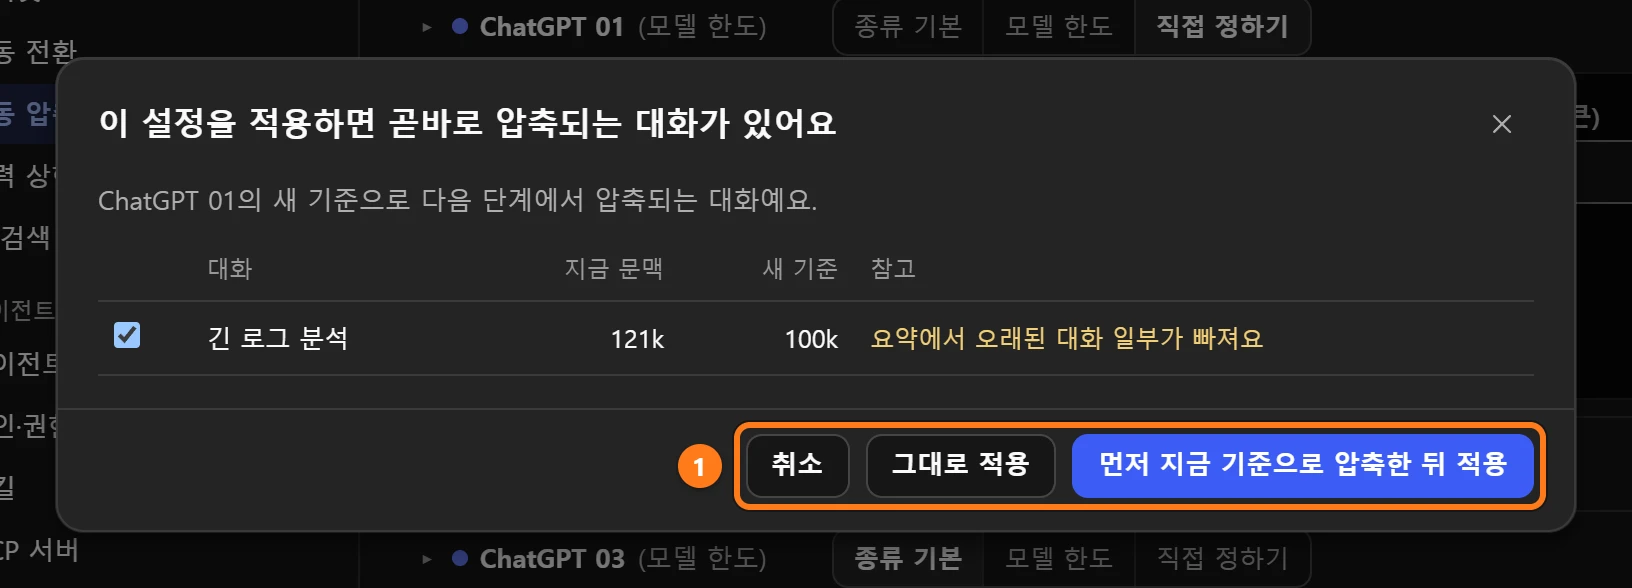 동 전환
ChatGPT 01 (모델 한도)
종류 기본
모델 한도
직접 정하기
이 설정을 적용하면 곧바로 압축되는 대화가 있어요
ChatGPT 01의 새 기준으로 다음 단계에서 압축되는 대화예요.
검색
대화
지금 문맥
새 기준
참고
긴 로그 분석
121k
100k
요약에서 오래된 대화 일부가 빠져요
1
취소
그대로 적용
먼저 지금 기준으로 압축한 뒤 적용
CP 서버
ChatGPT 03 (모델 한도)
종류 기본
모델 한도
직접 정하기